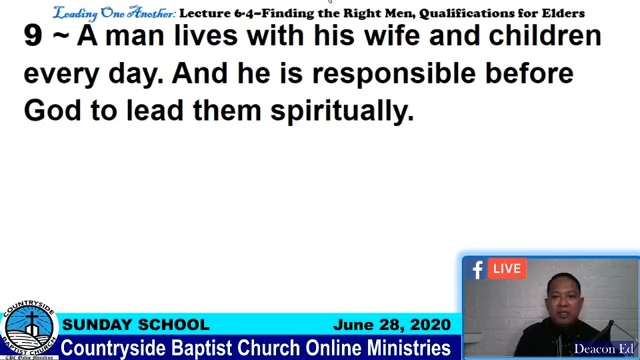 Leading One Another: Lecture 6-4—Finding the Right Men, Qualifications for Elders
9 ~ A man lives with his wife and children
every day. And he is responsible before
God to lead them spiritually.
f LIVE
COUNTRYSIDE
BAPTIST CHURCH
SUNDAY SCHOOL June 28, 2020
Countryside Baptist Church Online Ministries
Deacon Ed